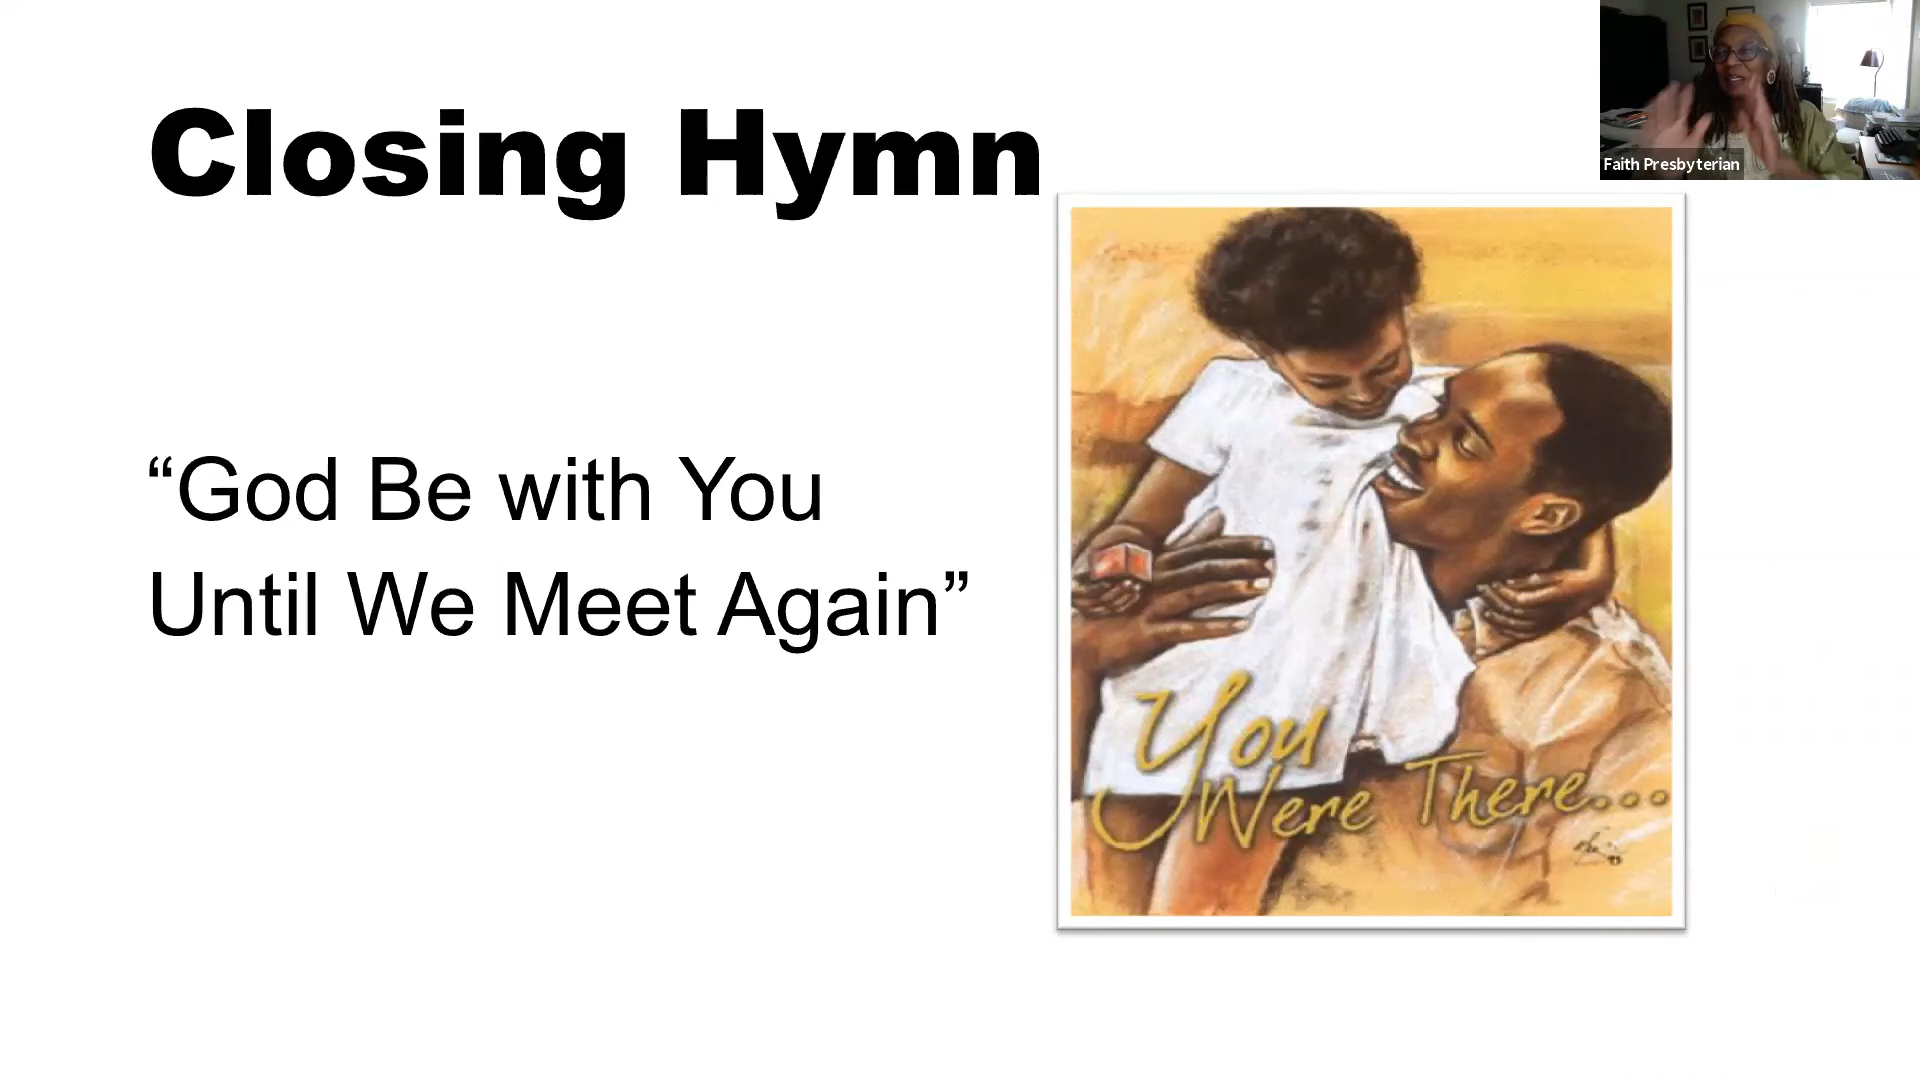 Closing Hymn
Faith Presbyterian
“God Be with You
Until We Meet Again”
You
Were There...